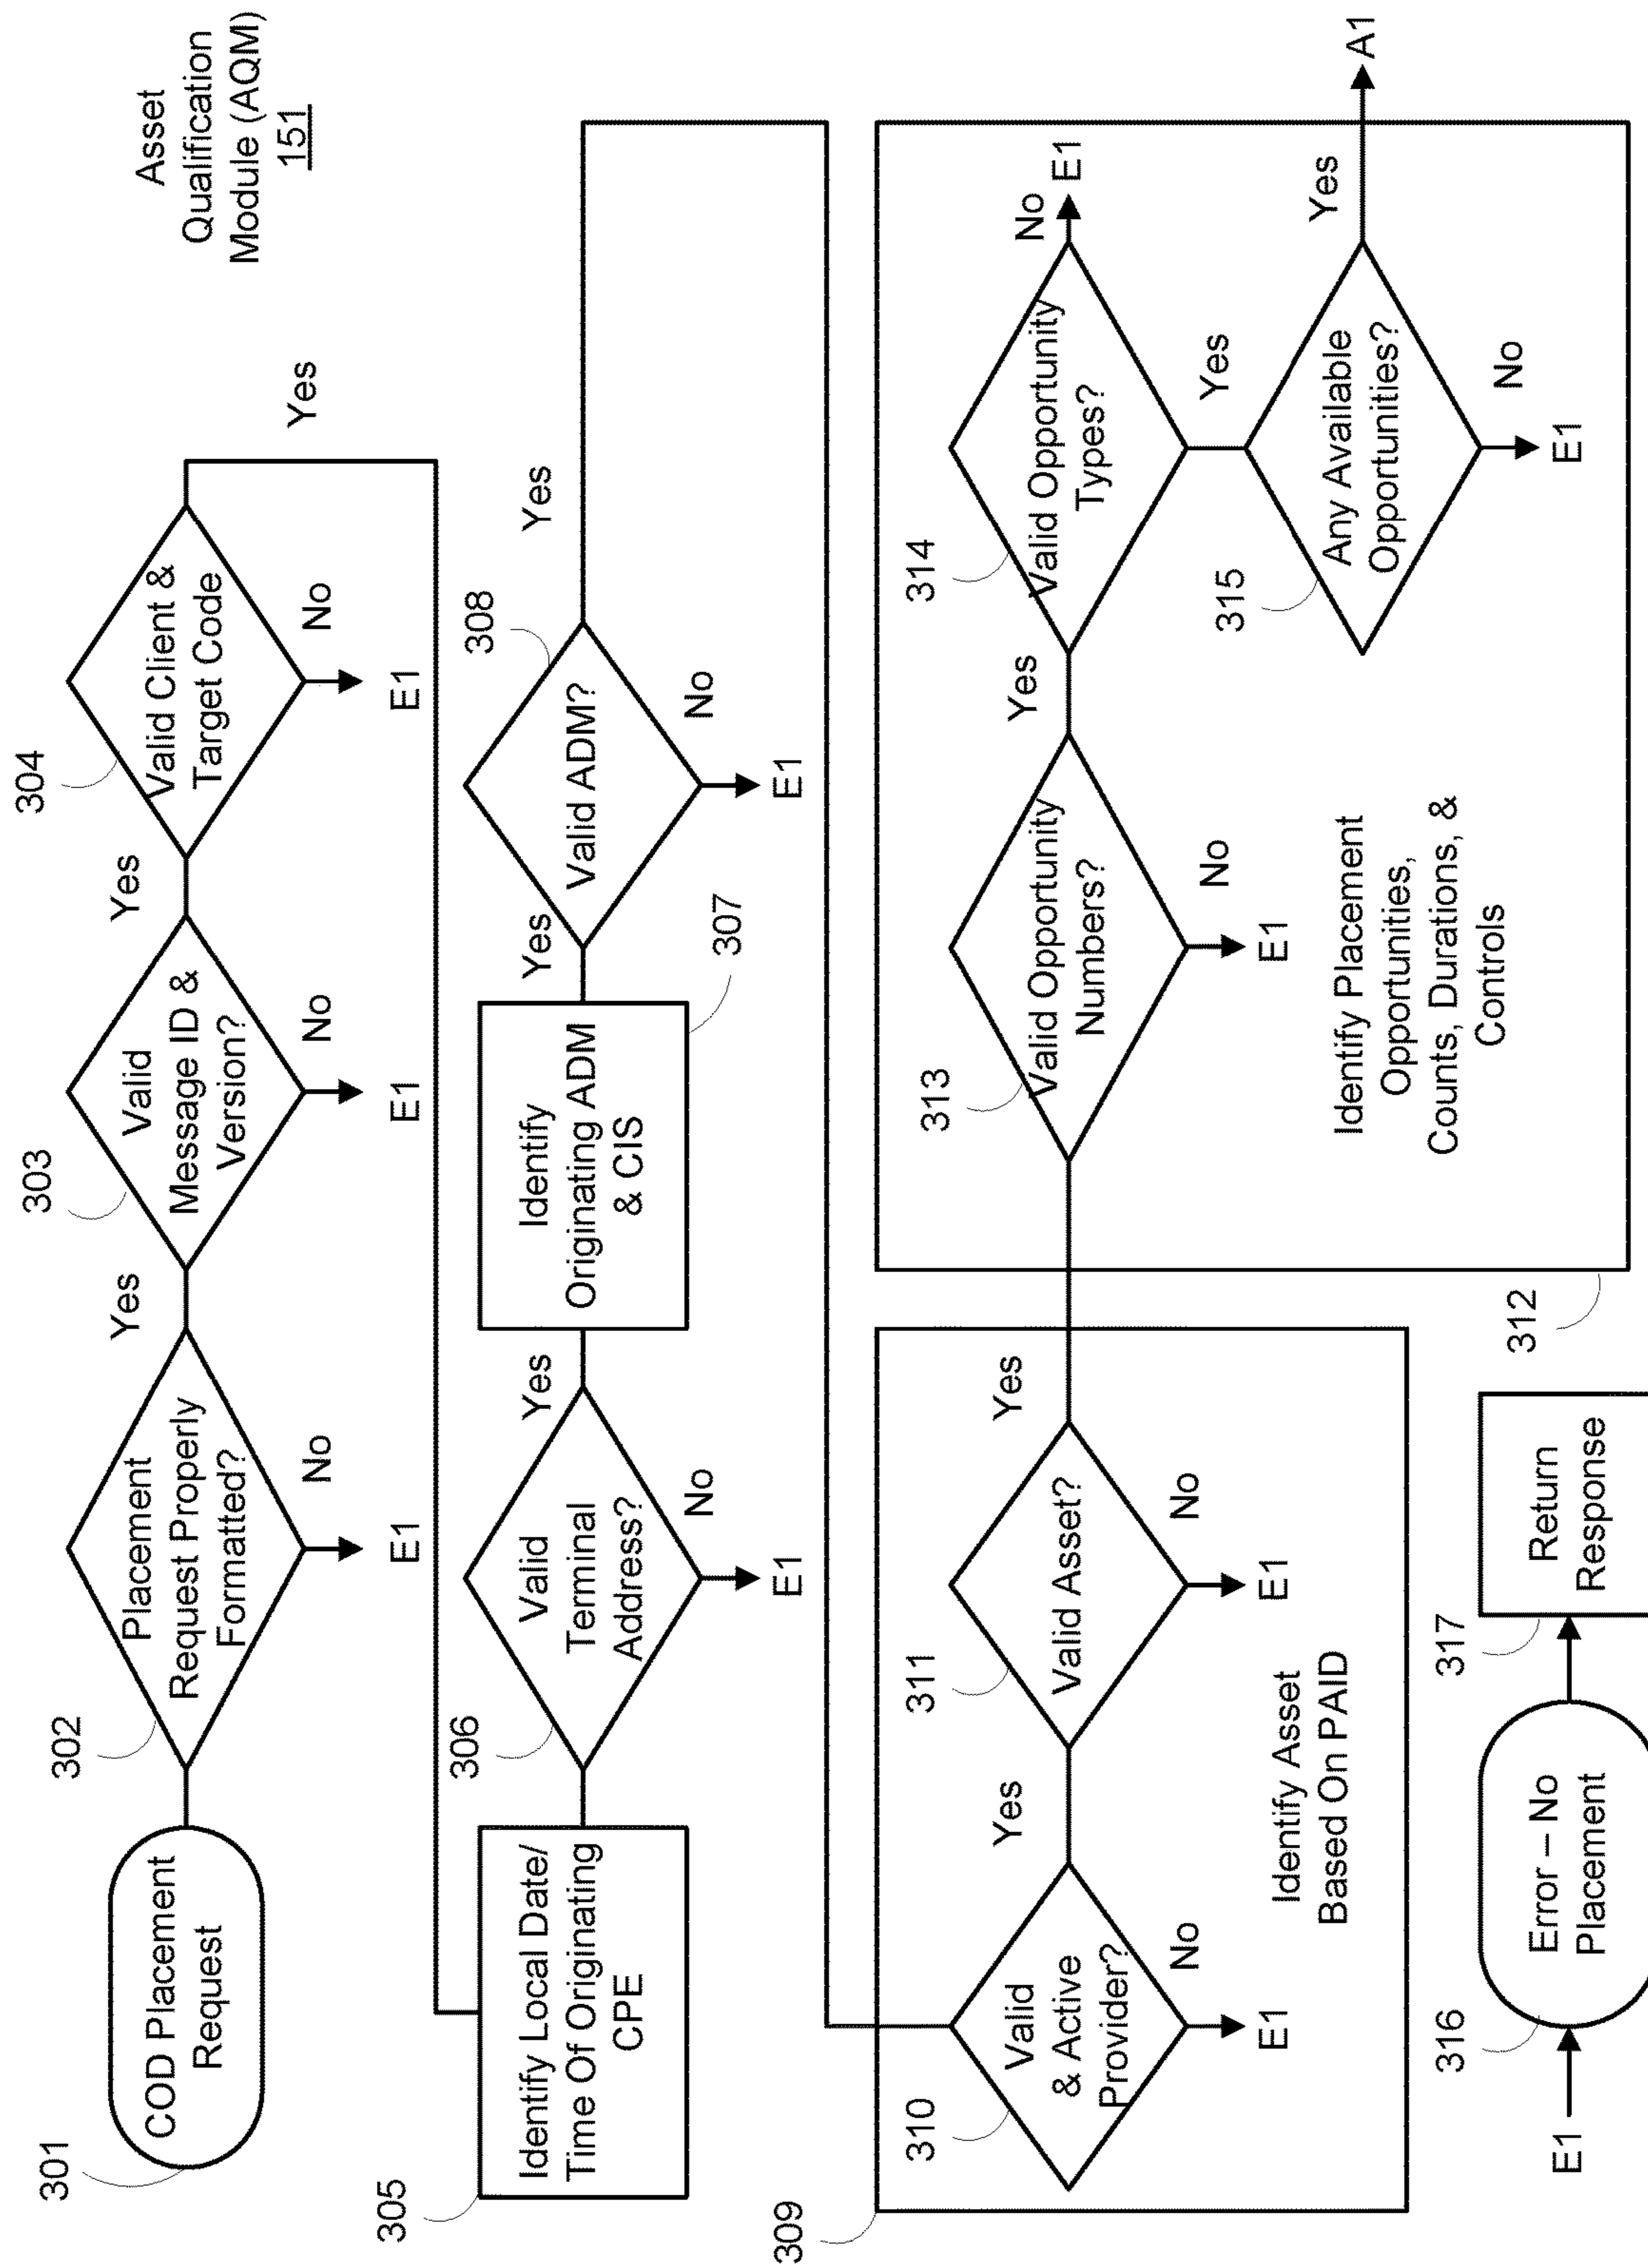 Asset
Qualification
Module (AQM)
151
301
COD Placement
Request
302
Placement
Request Properly
Formatted?
Yes
No
E1
303
Valid
Message ID &
Version?
Yes
No
E1
304
Valid Client &
Target Code
Yes
No
E1
305
Identify Local Date/
Time Of Originating
CPE
306
Valid
Terminal
Address?
Yes
No
E1
307
Identify
Originating ADM
& CIS
Yes
308
Valid ADM?
Yes
No
E1
309
310
Valid
& Active
Provider?
Yes
No
E1
311
Valid Asset?
Yes
No
E1
Identify Asset
Based On PAID
312
313
Valid Opportunity
Numbers?
Yes
No
E1
314
Valid Opportunity
Types?
No
E1
Yes
315
Any Available
Opportunities?
Yes
A1
No
E1
Identify Placement
Opportunities,
Counts, Durations, &
Controls
E1
316
Error – No
Placement
317
Return
Response